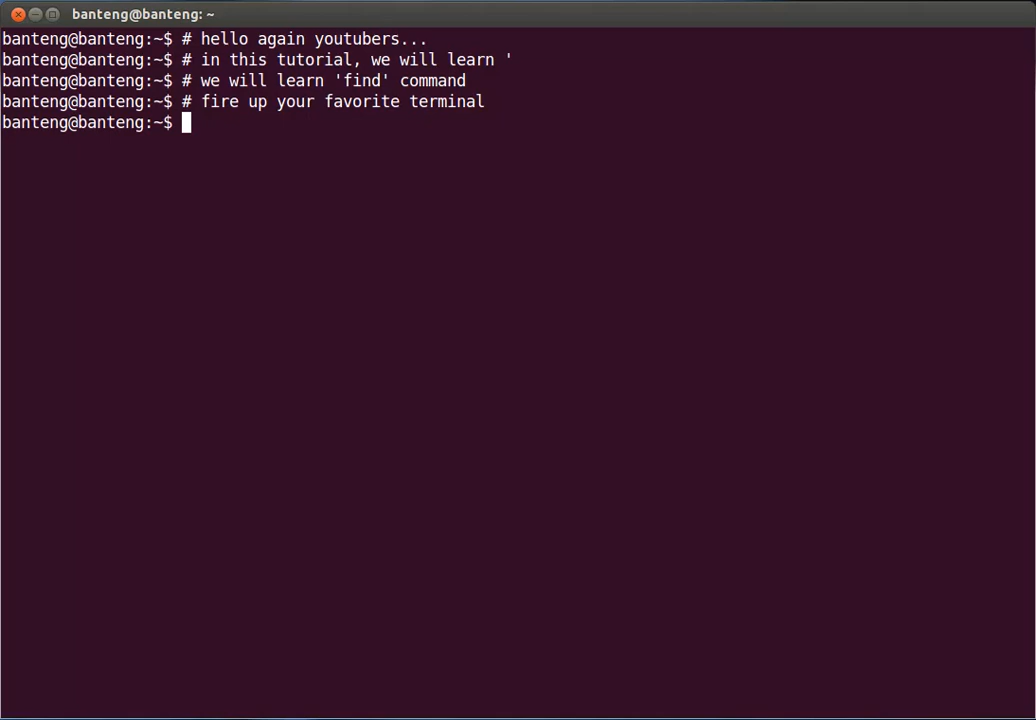 banteng@banteng: ~
banteng@banteng:~$ # hello again youtubers...
banteng@banteng:~$ # in this tutorial, we will learn '
banteng@banteng:~$ # we will learn 'find' command
banteng@banteng:~$ # fire up your favorite terminal
banteng@banteng:~$